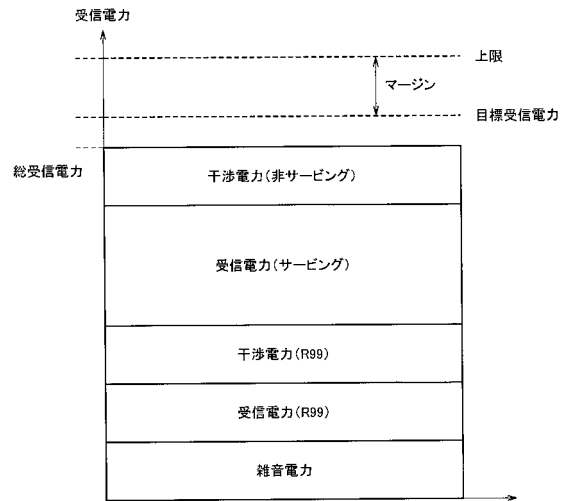 受信電力
上限
マージン
目標受信電力
総受信電力
干渉電力(非サービング)
受信電力(サービング)
干渉電力(R99)
受信電力(R99)
雑音電力